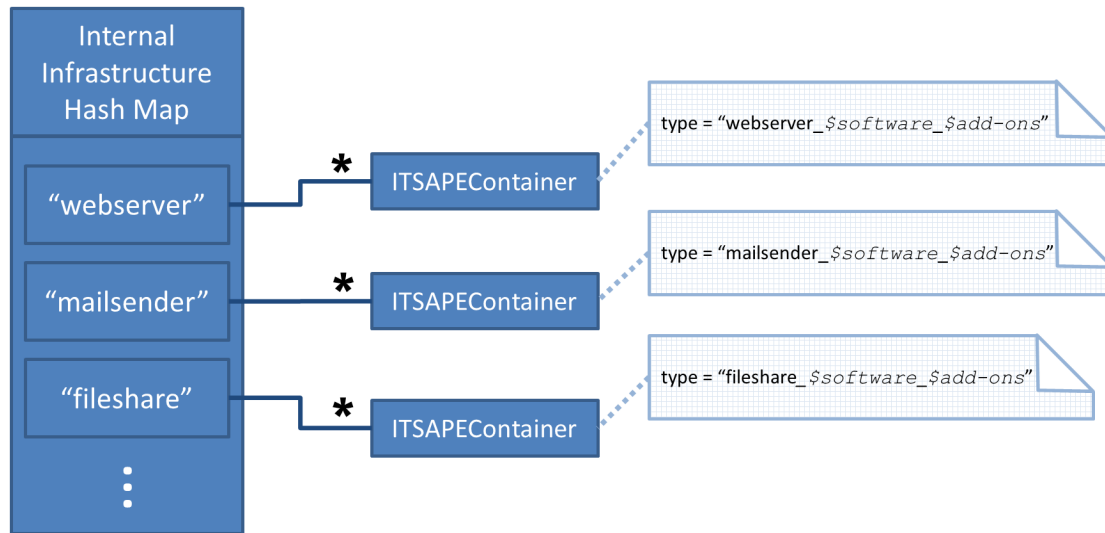 Internal
Infrastructure
Hash Map
“webserver”
*
ITSAPEContainer
type = “webserver_$software_$add-ons”
“mailsender”
*
ITSAPEContainer
type = “mailsender_$software_$add-ons”
“fileshare”
*
ITSAPEContainer
type = “fileshare_$software_$add-ons”